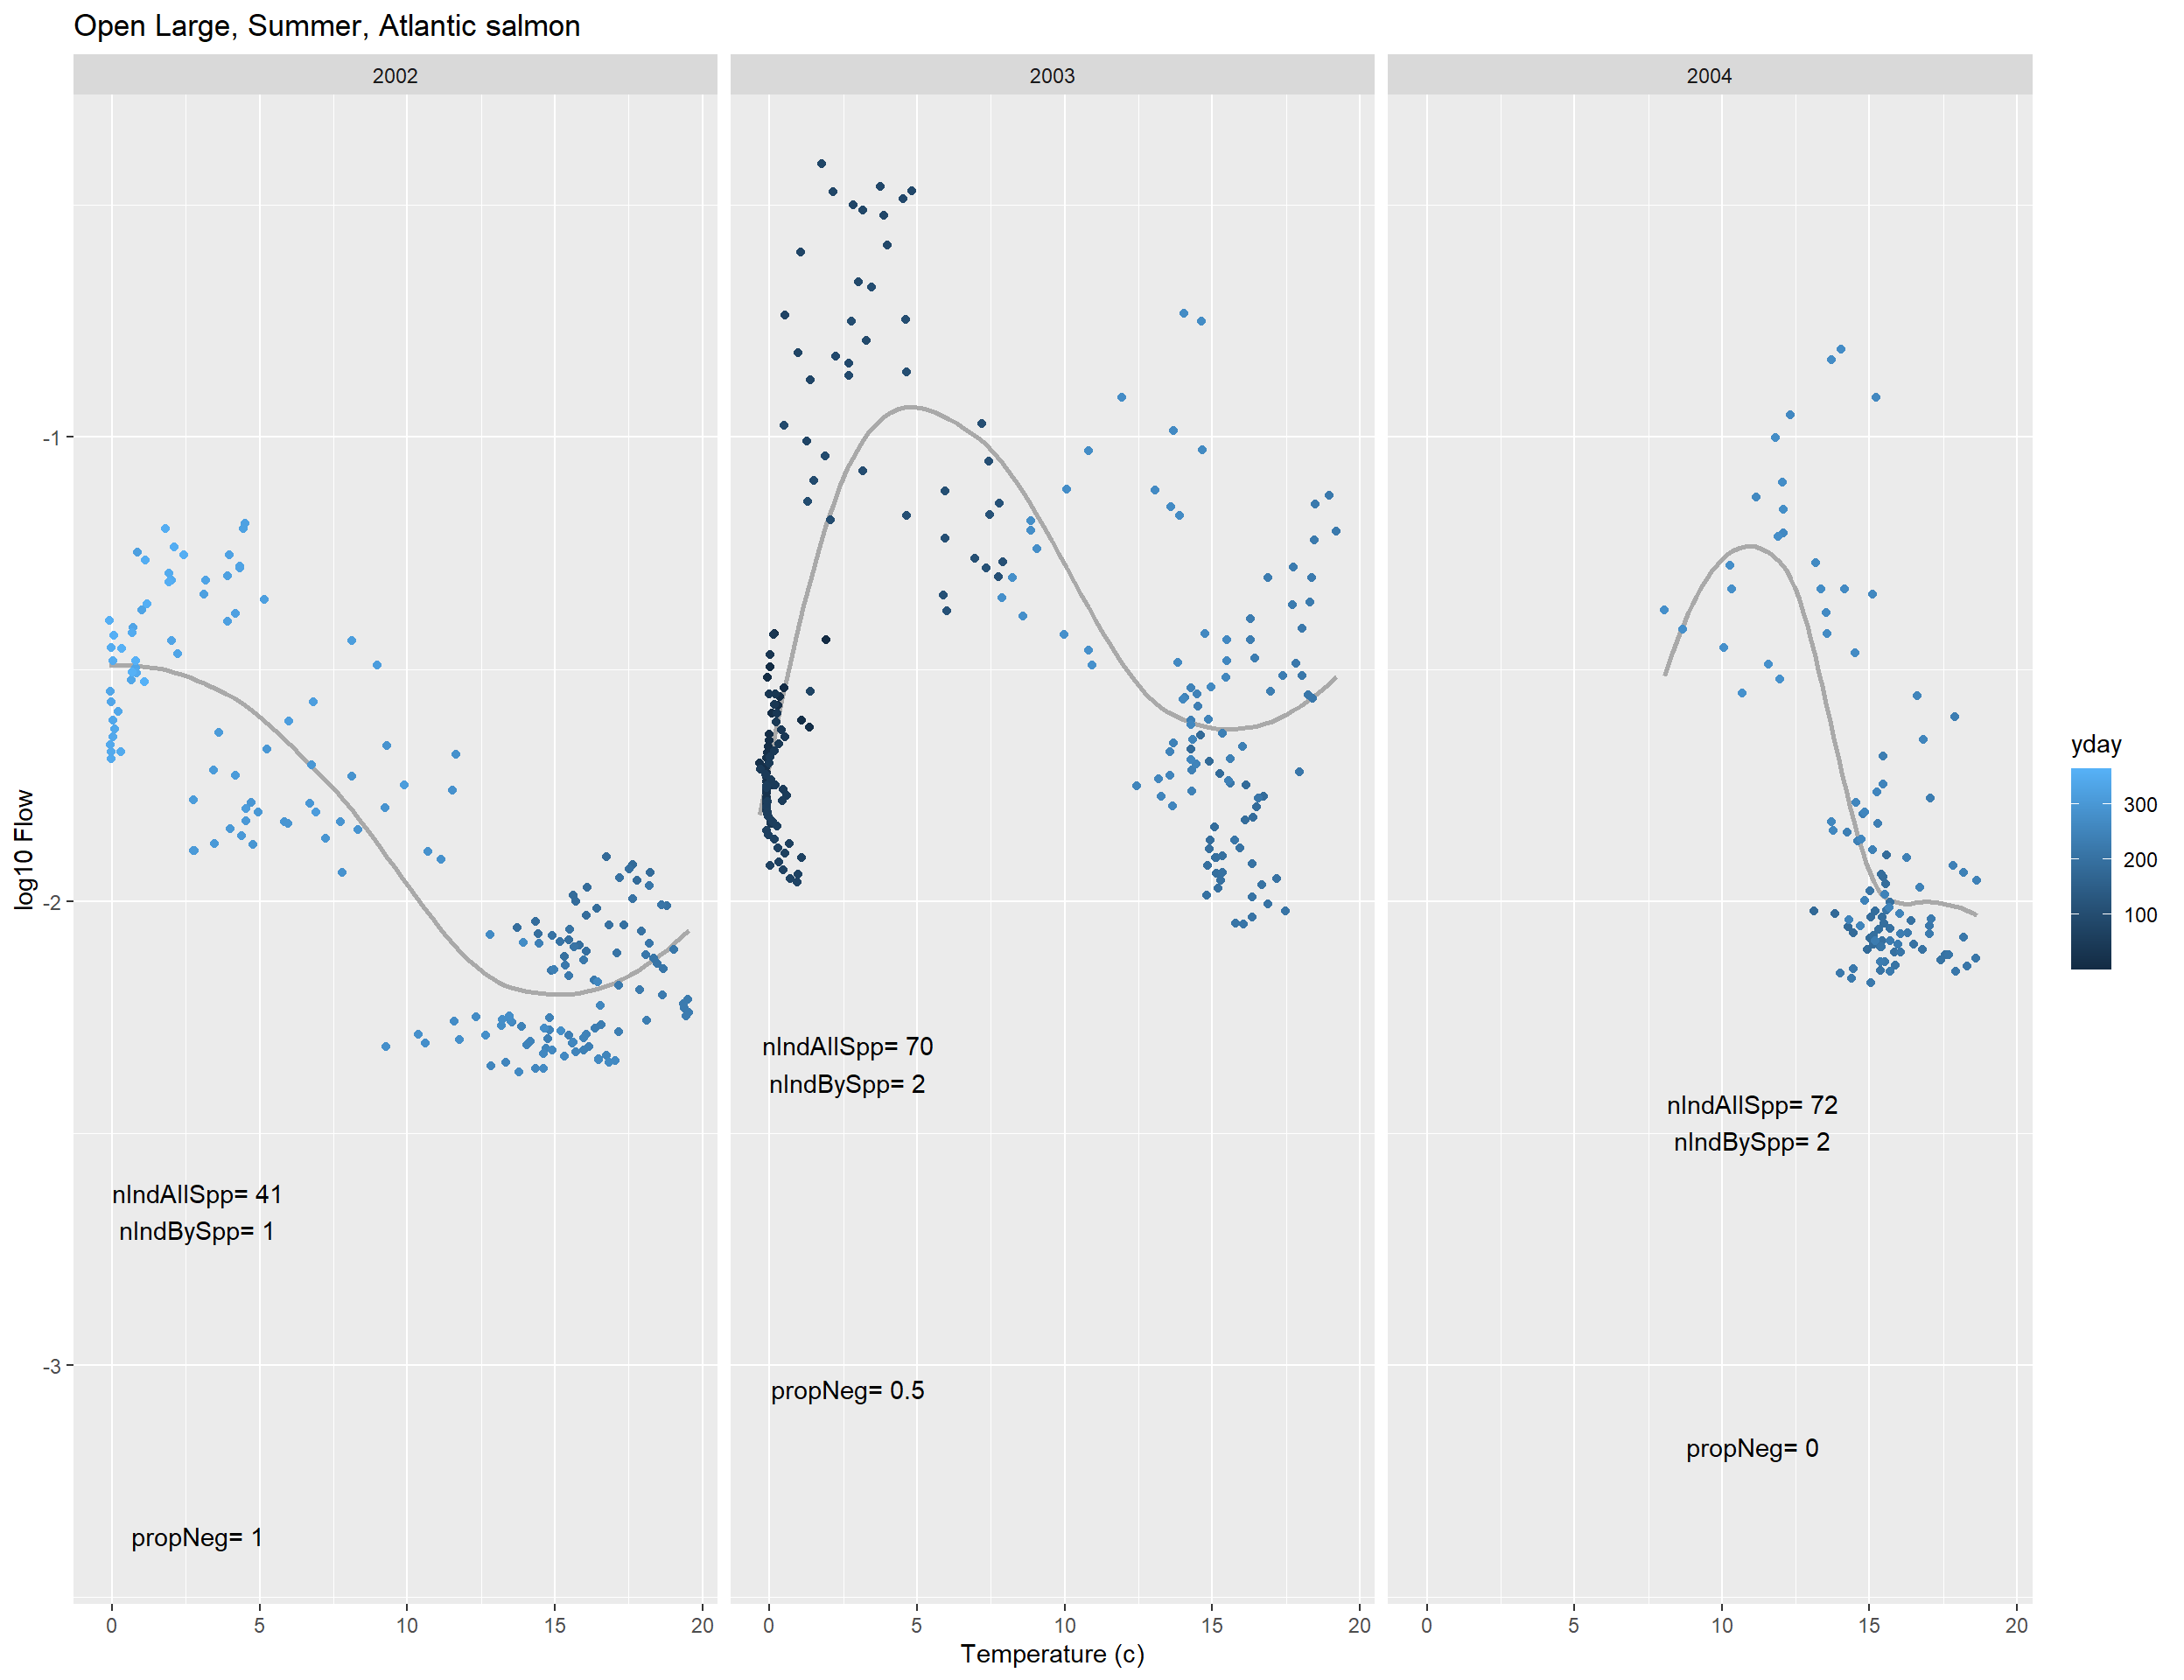 Open Large, Summer, Atlantic salmon
2002
2003
2004
log10 Flow
-1
-2
-3
nIndAllSpp= 41
nIndBySpp= 1
propNeg= 1
nIndAllSpp= 70
nIndBySpp= 2
propNeg= 0.5
nIndAllSpp= 72
nIndBySpp= 2
propNeg= 0
0 5 10 15 20
0 5 10 15 20
0 5 10 15 20
Temperature (c)
yday
300
200
100